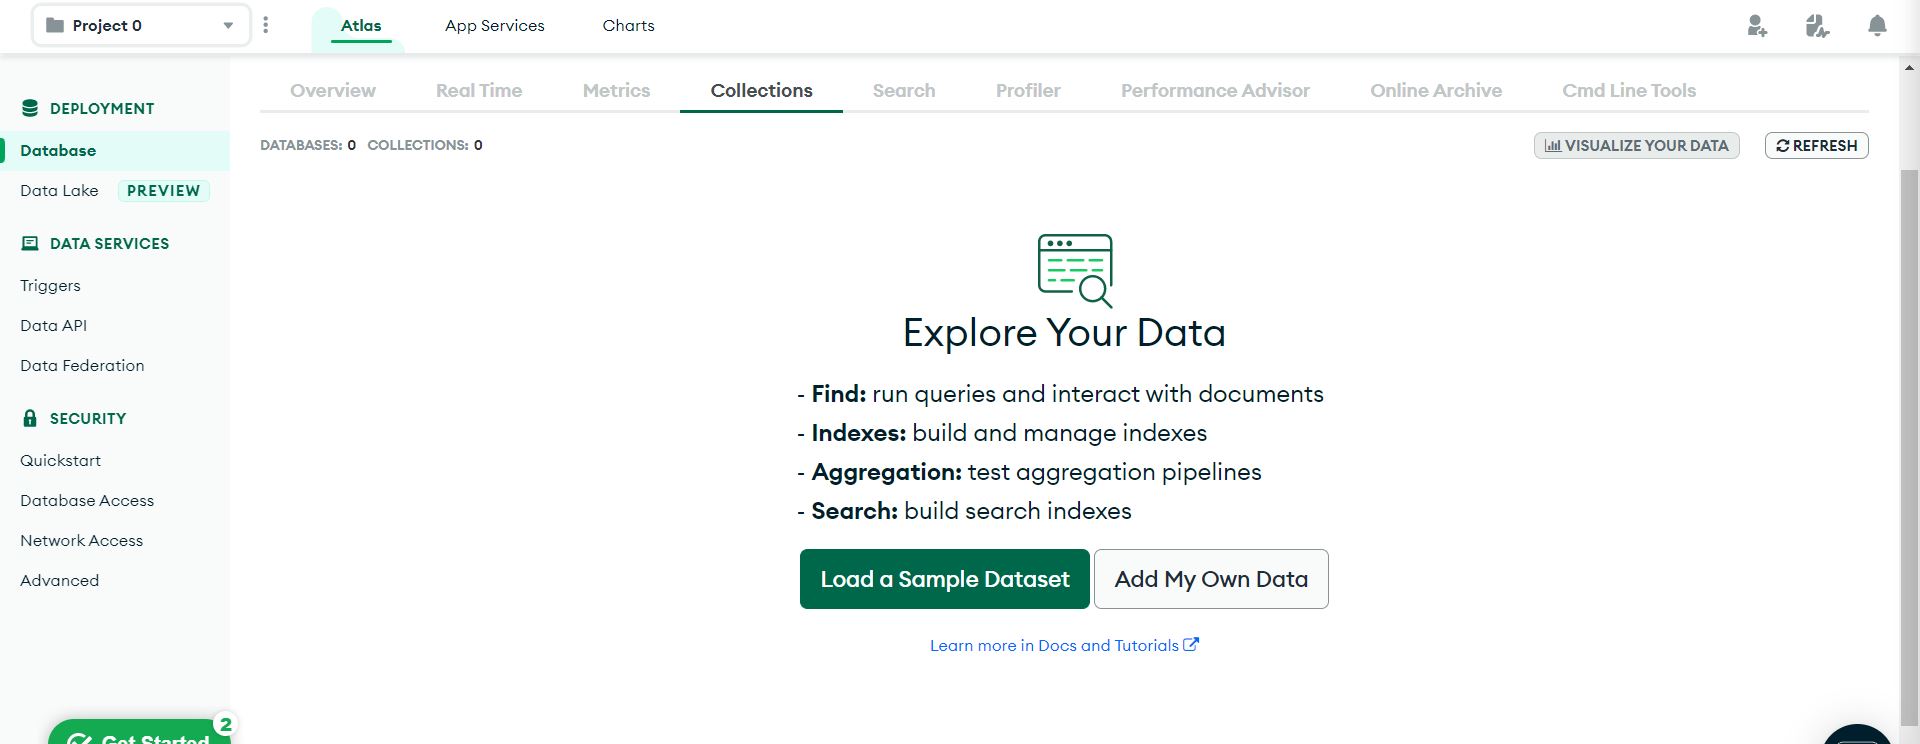 Project 0
Atlas
App Services
Charts
DEPLOYMENT
Database
Data Lake PREVIEW
DATA SERVICES
Triggers
Data API
Data Federation
SECURITY
Quickstart
Database Access
Network Access
Advanced
Get Started 2
Overview
Real Time
Metrics
Collections
Search
Profiler
Performance Advisor
Online Archive
Cmd Line Tools
DATABASES: 0 COLLECTIONS: 0
VISUALIZE YOUR DATA
REFRESH
Explore Your Data
- Find: run queries and interact with documents
- Indexes: build and manage indexes
- Aggregation: test aggregation pipelines
- Search: build search indexes
Load a Sample Dataset
Add My Own Data
Learn more in Docs and Tutorials